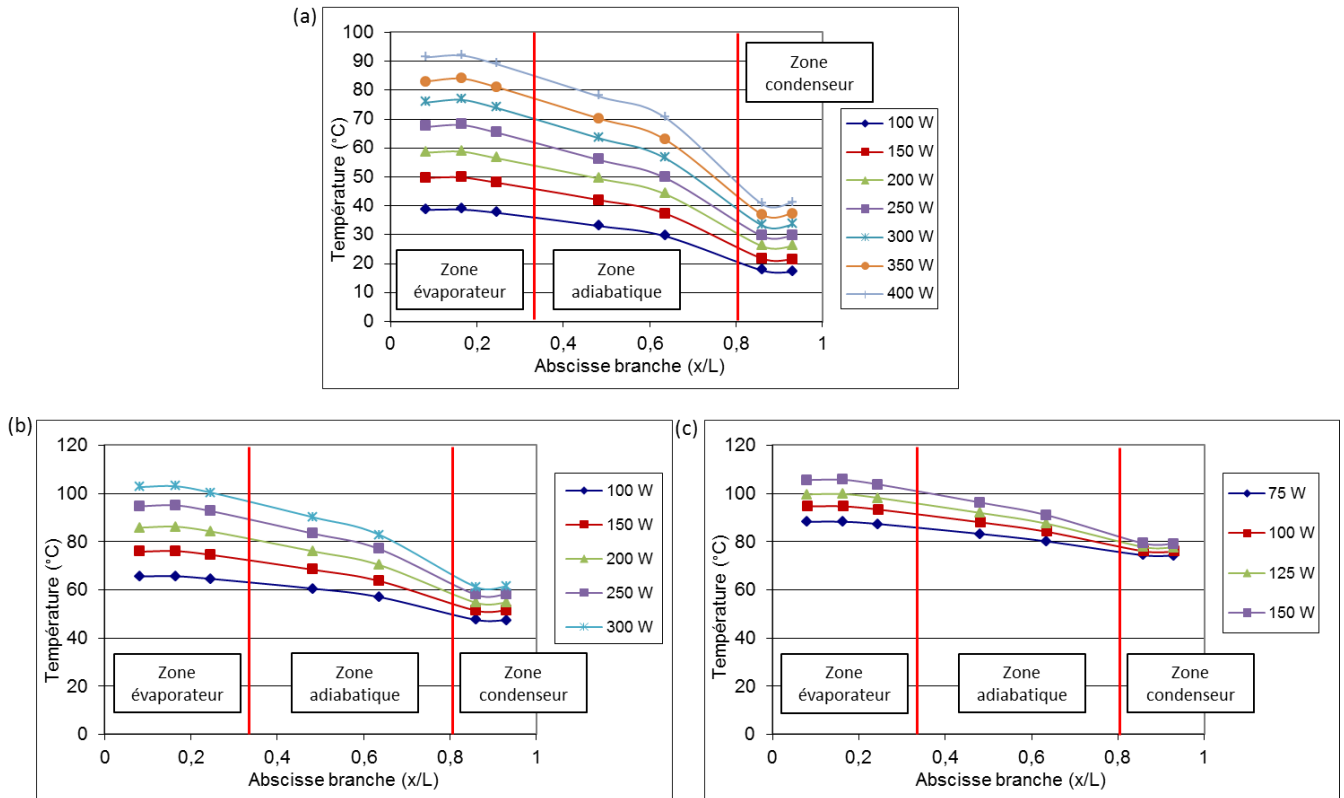 (a)
100
90
80
70
60
50
40
30
20
10
0
Température (°C)
Zone
condenseur
Zone
évaporateur
Zone
adiabatique
0
0,2
0,4
0,6
0,8
1
Abscisse branche (x/L)
100 W
150 W
200 W
250 W
300 W
350 W
400 W
(b)
120
100
80
60
40
20
0
Température (°C)
Zone
évaporateur
Zone
adiabatique
Zone
condenseur
0
0,2
0,4
0,6
0,8
1
Abscisse branche (x/L)
100 W
150 W
200 W
250 W
300 W
(c)
120
100
80
60
40
20
0
Température (°C)
Zone
évaporateur
Zone
adiabatique
Zone
condenseur
0
0,2
0,4
0,6
0,8
1
Abscisse branche (x/L)
75 W
100 W
125 W
150 W